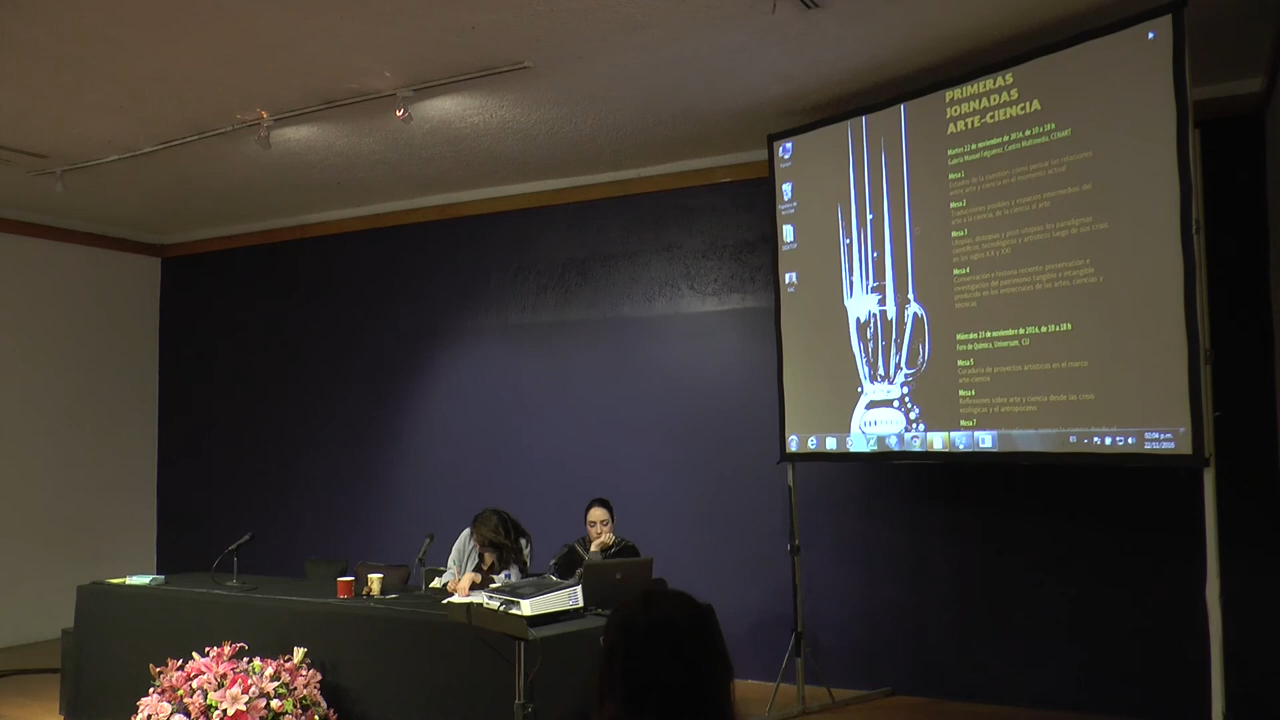 PRIMERAS
JORNADAS
ARTE-CIENCIA
Martes 22 de noviembre de 2016, de 10 a 18 h
Galería Manuel Felguérez, Centro Multimedia, CENART
Mesa 1
Estados de la cuestión: cómo pensar las relaciones
entre arte y ciencia en el momento actual
Mesa 2
Traducciones posibles y espacios intermedios del
arte a la ciencia, de la ciencia al arte
Mesa 3
Utopías, distopías y post-utopías: los paradigmas
científicos, tecnológicos y artísticos luego de sus crisis
en los siglos XX y XXI
Mesa 4
Conservación e historia reciente: preservación e
investigación del patrimonio tangible e intangible
producido en los entrecruces de las artes, ciencias y
técnicas
Miércoles 23 de noviembre de 2016, de 10 a 18 h
Foro de Química, Universum, CU
Mesa 5
Curaduría de proyectos artísticos en el marco
arte-ciencia
Mesa 6
Reflexiones sobre arte y ciencia desde las crisis
ecológicas y el antropoceno
Mesa 7
ES
02:04 p.m.
22/11/2016